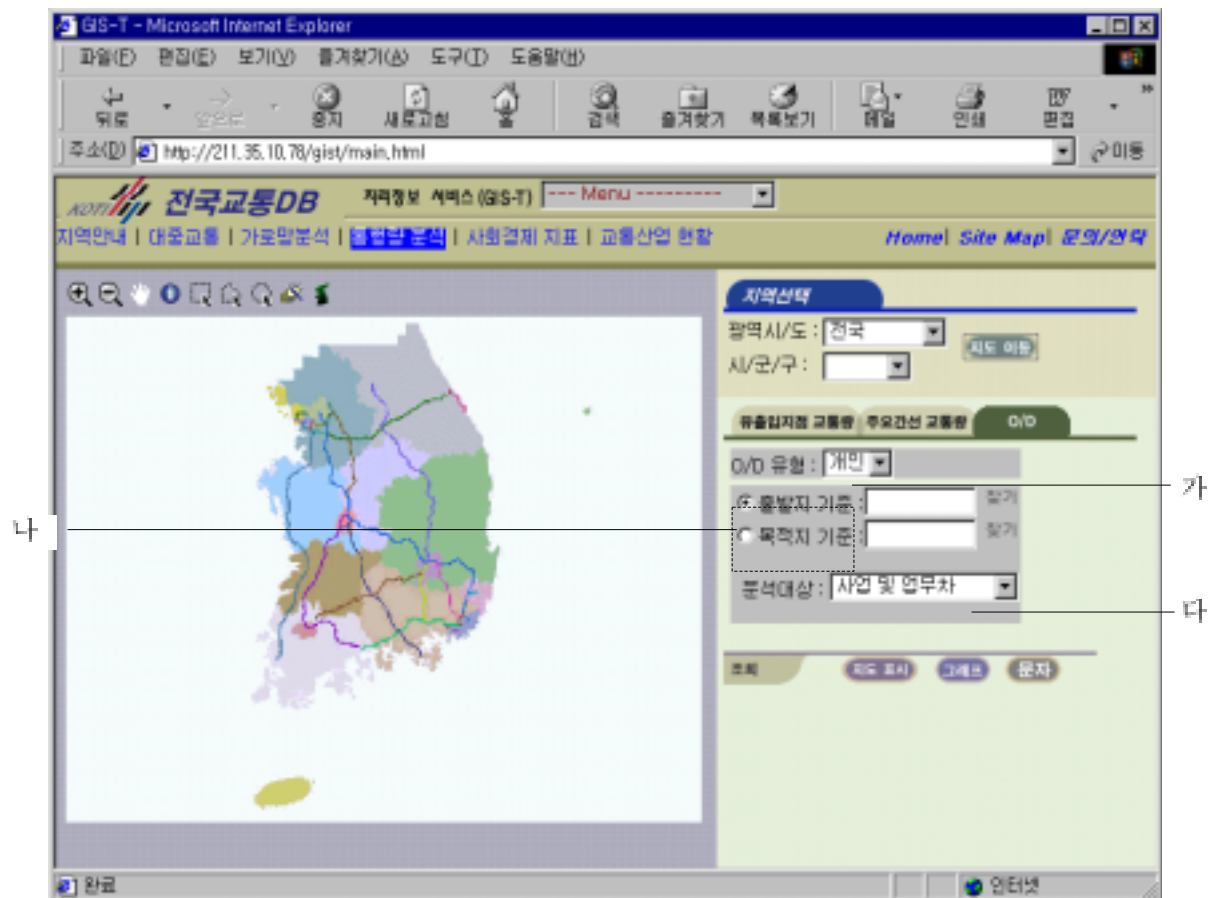 GIS-T - Microsoft Internet Explorer
파일(F) 편집(E) 보기(V) 즐겨찾기(A) 도구(T) 도움말(H)
뒤로 앞으로 중지 새로고침 홈 검색 즐겨찾기 목록보기 메일 인쇄 편집 »
주소(D) http://211.35.10.78/gist/main.html 이동
KOTI 전국교통DB 지리정보 서비스 (GIS-T) --- Menu ---------
지역안내 | 대중교통 | 가로망분석 | 통행량 분석 | 사회경제 지표 | 교통산업 현황 Home| Site Map| 문의/연락
지역선택
광역시/도 : 전국
지도 이동
시/군/구 :
유출입지점 교통량 주요간선 교통량 O/D
O/D 유형 : 개인
가
출발지 기준 : 찾기
나
목적지 기준 : 찾기
분석대상 : 사업 및 업무차
다
조회 지도 표시 그래프 문자
완료 인터넷